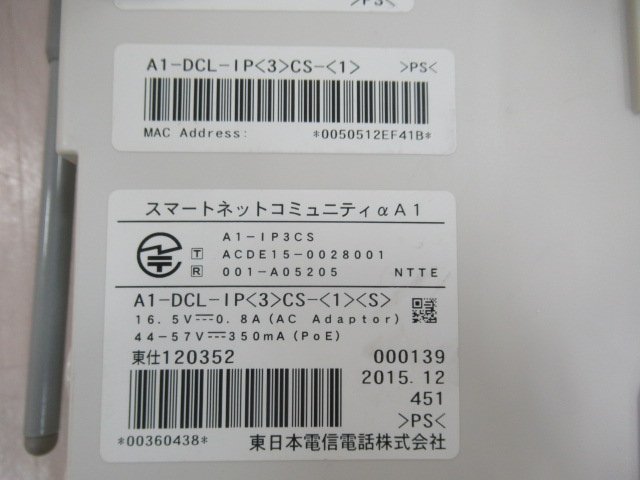 >PS<
A1-DCL-IP<3>CS-<1> >PS<
MAC Address: *0050512EF41B*
スマートネットコミュニティαA1
A1-IP3CS
T ACDE15-0028001
R 001-A05205 NTTE
A1-DCL-IP<3>CS-<1><S>
16.5V⎓0.8A(AC Adaptor)
44-57V⎓350mA(PoE)
東仕120352 000139
2015.12
451
>PS<
*00360438* 東日本電信電話株式会社